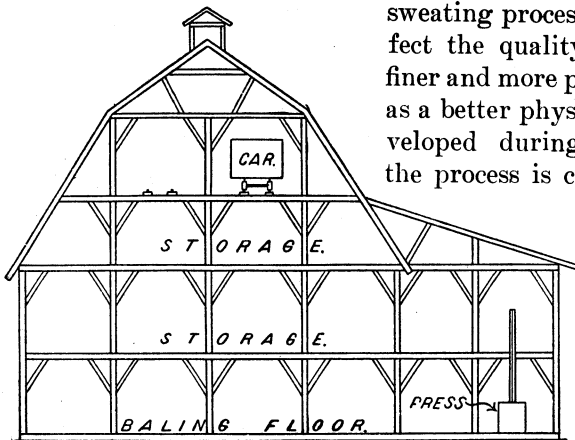 sweating proces
fect the quality
finer and more p
as a better phys
veloped during
the process is c
CAR.
STORAGE.
STORAGE.
PRESS
BALING FLOOR.